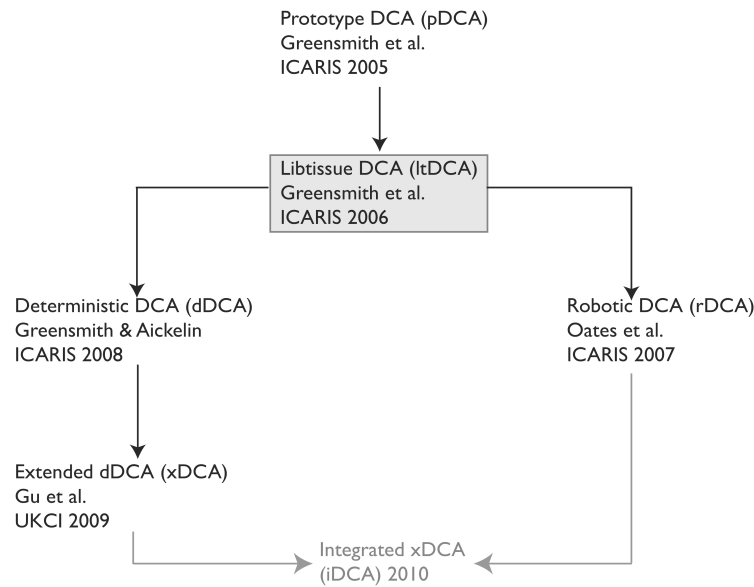 Prototype DCA (pDCA)
Greensmith et al.
ICARIS 2005
Libtissue DCA (ltDCA)
Greensmith et al.
ICARIS 2006
Deterministic DCA (dDCA)
Greensmith & Aickelin
ICARIS 2008
Robotic DCA (rDCA)
Oates et al.
ICARIS 2007
Extended dDCA (xDCA)
Gu et al.
UKCI 2009
Integrated xDCA
(iDCA) 2010